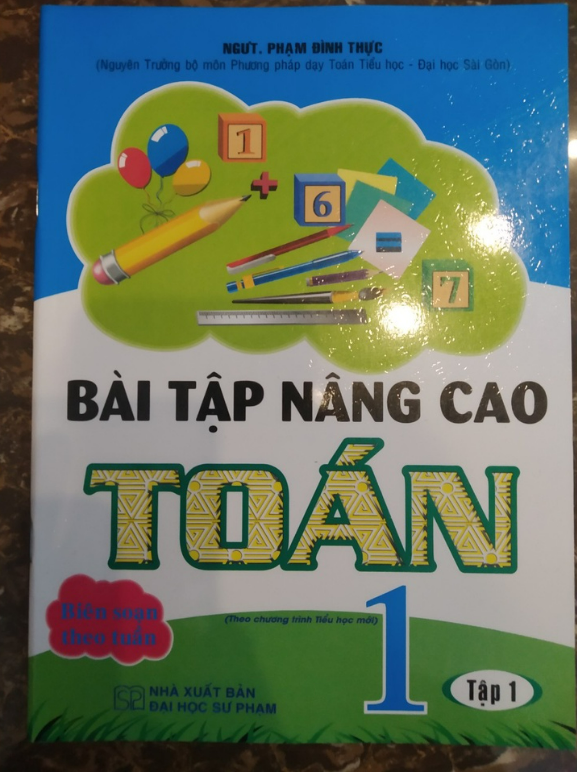 NGƯT. PHẠM ĐÌNH THỰC
(Nguyên Trưởng bộ môn Phương pháp dạy Toán Tiểu học - Đại học Sài Gòn)
1
+
6
7
BÀI TẬP NÂNG CAO
TOÁN
1
(Theo chương trình Tiểu học mới)
Biên soạn
theo tuần
Tập 1
SP
NHÀ XUẤT BẢN
ĐẠI HỌC SƯ PHẠM